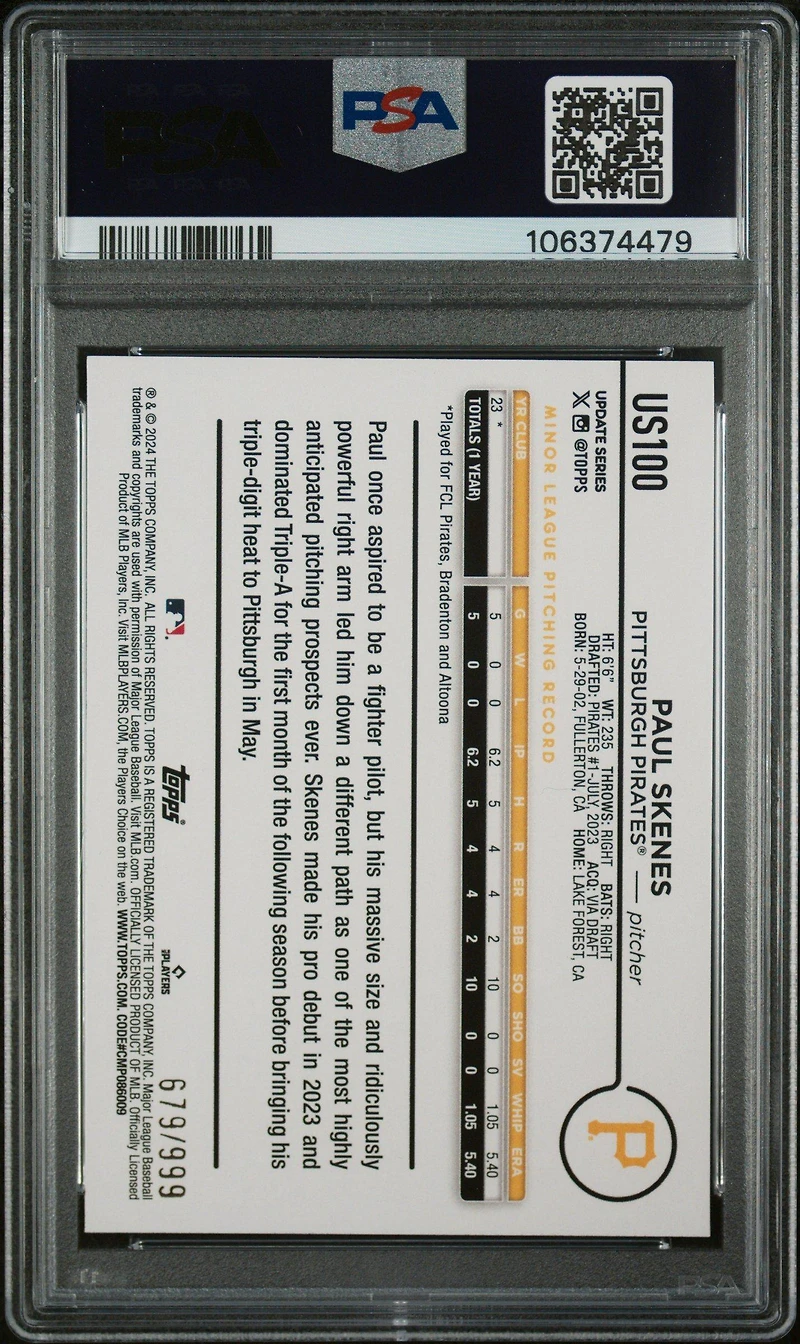 PSA
106374479
US100
PAUL SKENES
PITTSBURGH PIRATES® — pitcher
UPDATE SERIES
@TOPPS
HT: 6'6" WT: 235 THROWS: RIGHT BATS: RIGHT
DRAFTED: PIRATES #1-JULY, 2023 ACQ: VIA DRAFT
BORN: 5-29-02, FULLERTON, CA HOME: LAKE FOREST, CA
P
MINOR LEAGUE PITCHING RECORD
YR CLUB G W L IP H R ER BB SO SHO SV WHIP ERA
23 * 5 0 0 6.2 5 4 4 2 10 0 0 1.05 5.40
TOTALS (1 YEAR) 5 0 0 6.2 5 4 4 2 10 0 0 1.05 5.40
*Played for FCL Pirates, Bradenton and Altoona
Paul once aspired to be a fighter pilot, but his massive size and ridiculously
powerful right arm led him down a different path as one of the most highly
anticipated pitching prospects ever. Skenes made his pro debut in 2023 and
dominated Triple-A for the first month of the following season before bringing his
triple-digit heat to Pittsburgh in May.
topps®
PLAYERS
679/999
® & © 2024 THE TOPPS COMPANY, INC. ALL RIGHTS RESERVED. TOPPS IS A REGISTERED TRADEMARK OF THE TOPPS COMPANY, INC. Major League Baseball
trademarks and copyrights are used with permission of Major League Baseball. Visit MLB.com. OFFICIALLY LICENSED PRODUCT OF MLB. Officially Licensed
Product of MLB Players, Inc. Visit MLBPLAYERS.COM, the Players Choice on the web. WWW.TOPPS.COM. CODE#CMP086009
PSA